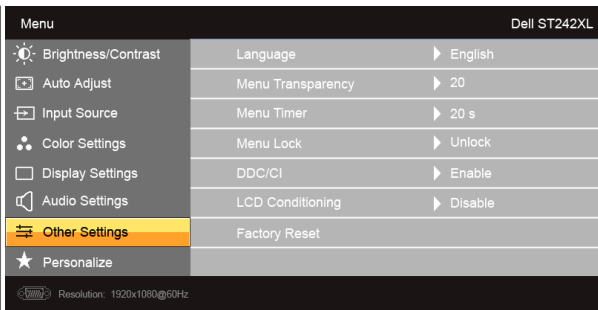 Menu Dell ST242XL
Brightness/Contrast Language English
Auto Adjust Menu Transparency 20
Input Source Menu Timer 20 s
Color Settings Menu Lock Unlock
Display Settings DDC/CI Enable
Audio Settings LCD Conditioning Disable
Other Settings Factory Reset
Personalize
Resolution: 1920x1080@60Hz